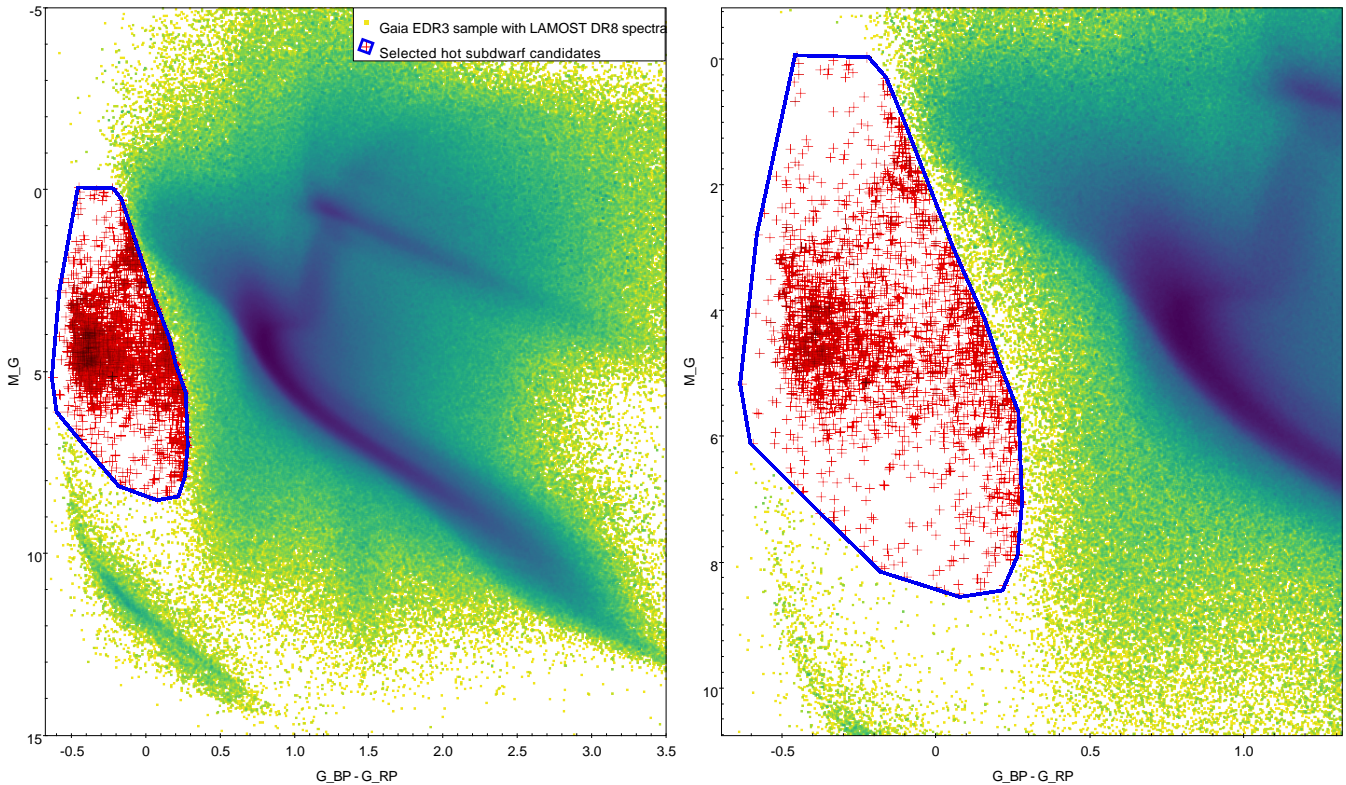 Gaia EDR3 sample with LAMOST DR8 spectra
Selected hot subdwarf candidates
-5
0
5
10
15
M_G
-0.5 0 0.5 1.0 1.5 2.0 2.5 3.0 3.5
G_BP - G_RP
0
2
4
6
8
10
M_G
-0.5 0 0.5 1.0
G_BP - G_RP